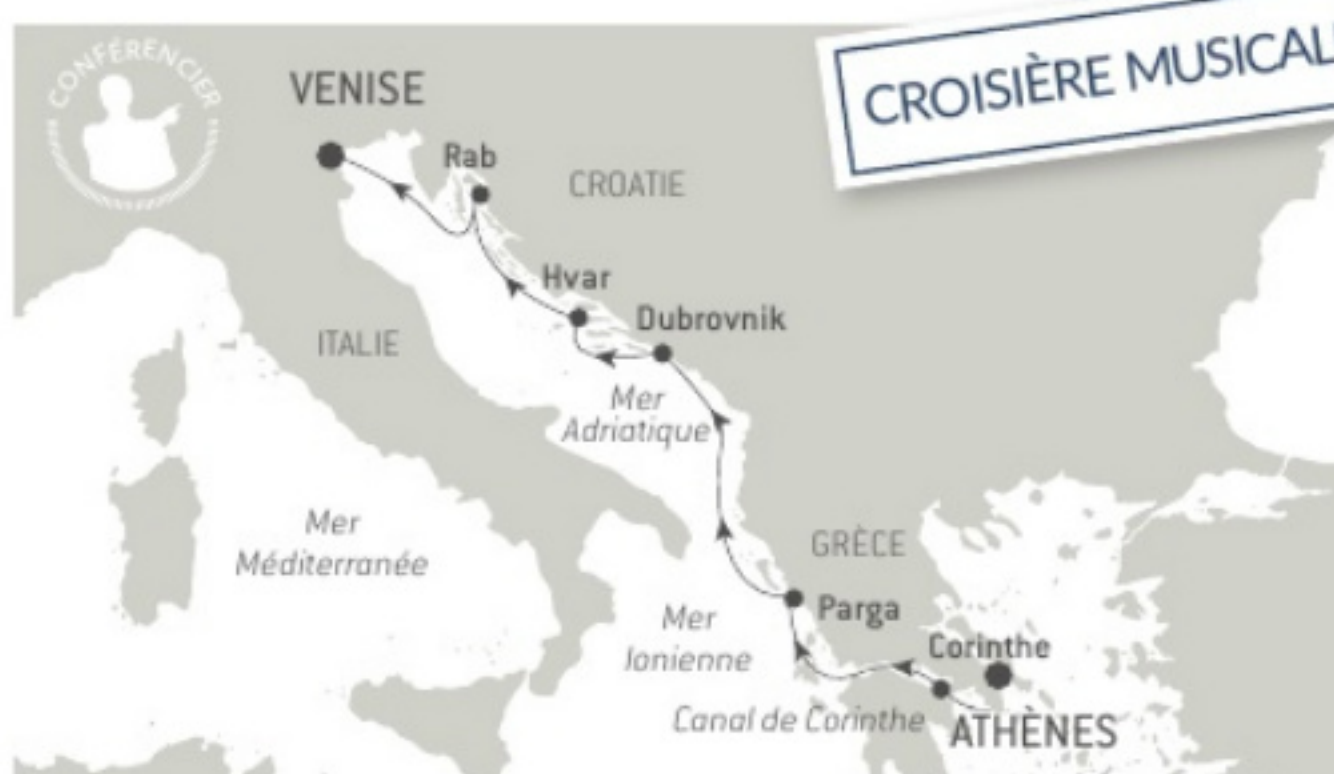 CONFÉRENCIER
VENISE
CROISIÈRE MUSICAL
Rab
CROATIE
Hvar
Dubrovnik
ITALIE
Mer
Adriatique
Mer
Méditerranée
GRÈCE
Parga
Mer
Ionienne
Corinthe
Canal de Corinthe
ATHÈNES